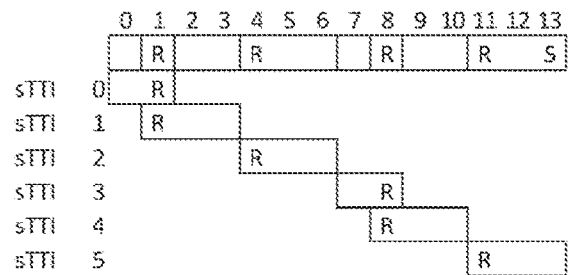 0 1 2 3 4 5 6 7 8 9 10 11 12 13
R R R R S
sTTI 0 R
sTTI 1 R
sTTI 2 R
sTTI 3 R
sTTI 4 R
sTTI 5 R